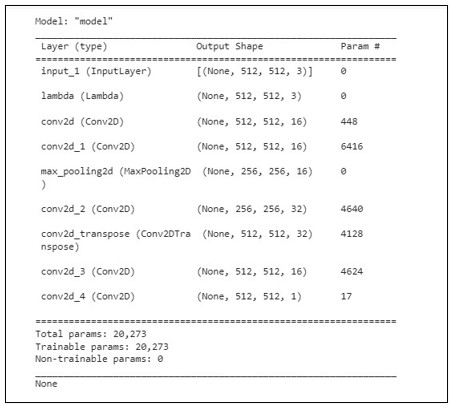 Model: "model"
Layer (type) Output Shape Param #
input_1 (InputLayer) [(None, 512, 512, 3)] 0
lambda (Lambda) (None, 512, 512, 3) 0
conv2d (Conv2D) (None, 512, 512, 16) 448
conv2d_1 (Conv2D) (None, 512, 512, 16) 6416
max_pooling2d (MaxPooling2D (None, 256, 256, 16) 0
)
conv2d_2 (Conv2D) (None, 256, 256, 32) 4640
conv2d_transpose (Conv2DTra (None, 512, 512, 32) 4128
nspose)
conv2d_3 (Conv2D) (None, 512, 512, 16) 4624
conv2d_4 (Conv2D) (None, 512, 512, 1) 17
Total params: 20,273
Trainable params: 20,273
Non-trainable params: 0
None